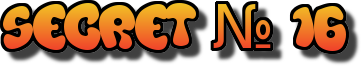 SECRET № 16